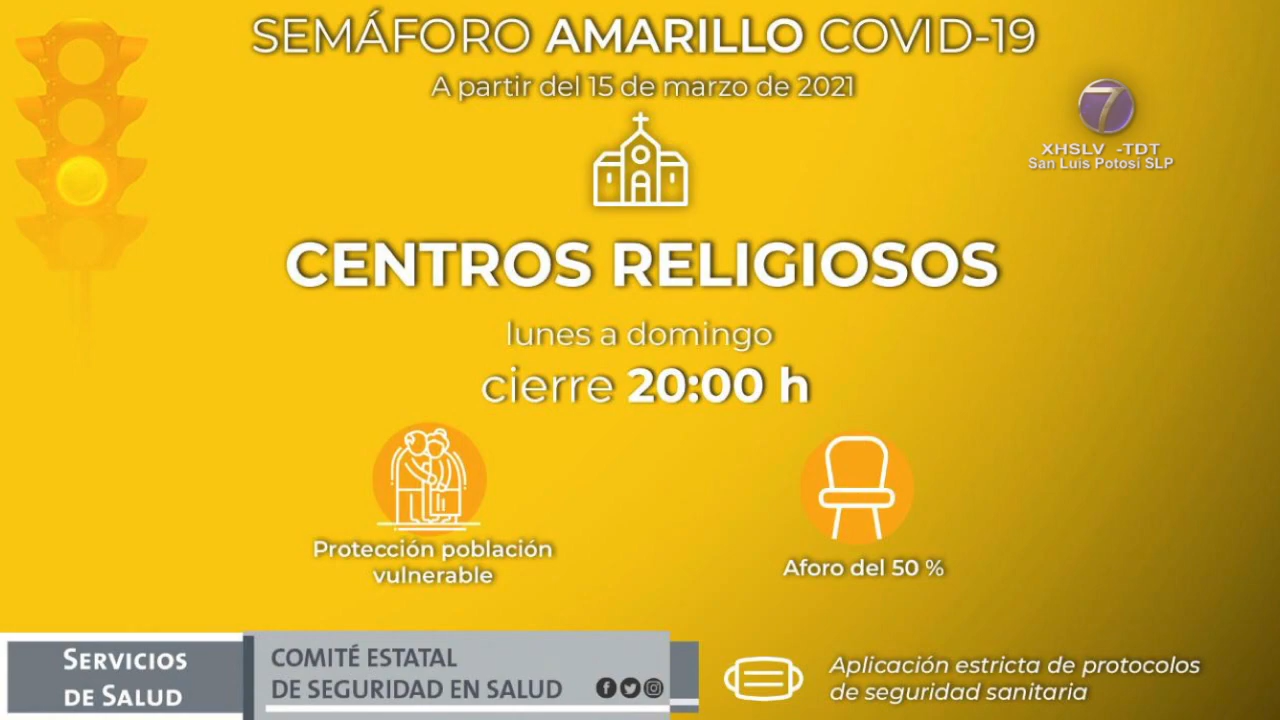 SEMÁFORO AMARILLO COVID-19
A partir del 15 de marzo de 2021
7
XHSLV -TDT
San Luis Potosí SLP
CENTROS RELIGIOSOS
lunes a domingo
cierre 20:00 h
Protección población
vulnerable
Aforo del 50 %
SERVICIOS
DE SALUD
COMITÉ ESTATAL
DE SEGURIDAD EN SALUD
Aplicación estricta de protocolos
de seguridad sanitaria